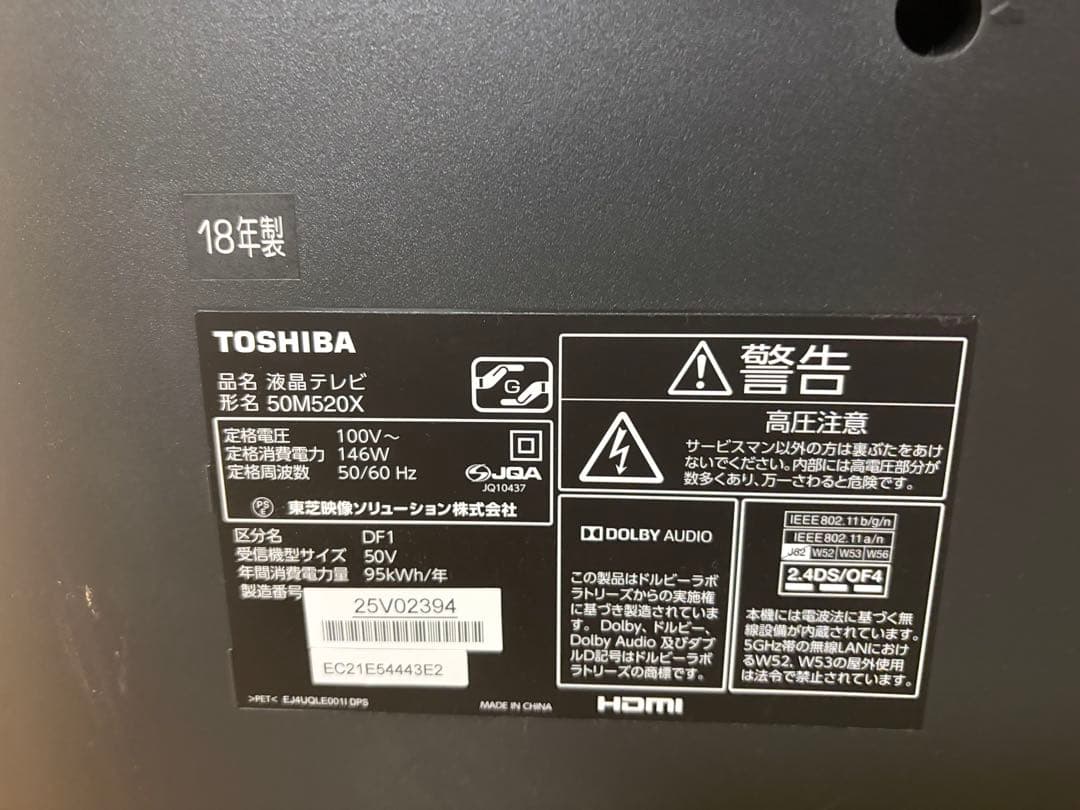 18年製
TOSHIBA
品名 液晶テレビ
形名 50M520X
G
定格電圧 100V～
定格消費電力 146W
定格周波数 50/60 Hz
JQA
JQ10437
PS
E
東芝映像ソリューション株式会社
区分名 DF1
受信機型サイズ 50V
年間消費電力量 95kWh/年
製造番号
25V02394
EC21E54443E2
>PET< EJ4UQLE001I DPS
MADE IN CHINA
警告
高圧注意
サービスマン以外の方は裏ぶたをあけ
ないでください。内部には高電圧部分が
数多くあり、万一さわると危険です。
DOLBY AUDIO
この製品はドルビーラボ
ラトリーズからの実施権
に基づき製造されていま
す。Dolby、ドルビー、
Dolby Audio 及びダブ
ルD記号はドルビーラボ
ラトリーズの商標です。
HDMI
IEEE802.11b/g/n
IEEE802.11a/n
J52 W52 W53 W56
2.4DS/OF4
本機には電波法に基づく無
線設備が内蔵されています。
5GHz帯の無線LANにおけ
るW52、W53の屋外使用
は法令で禁止されています。